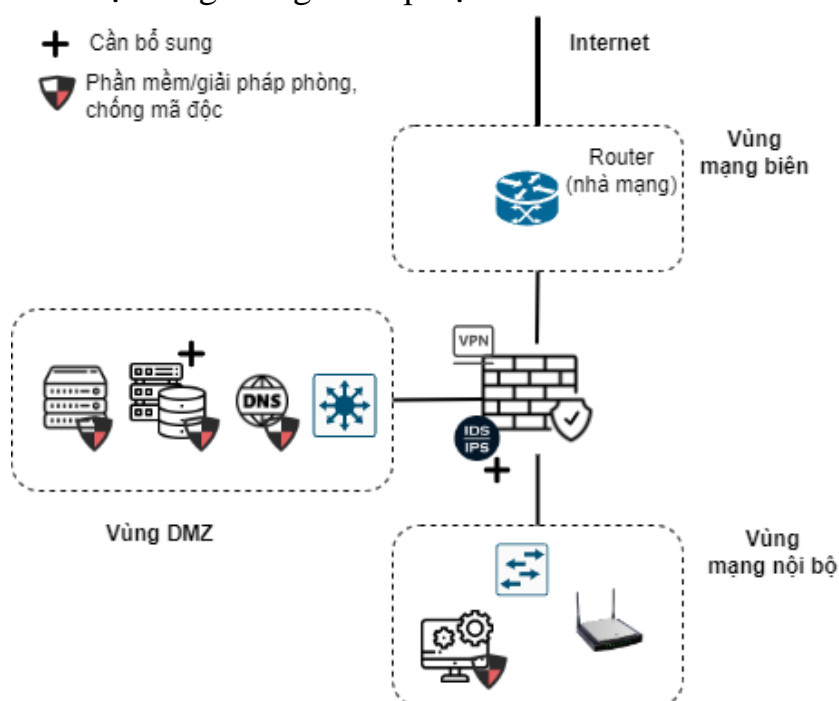 Cần bổ sung
Phần mềm/giải pháp phòng,
chống mã độc
Internet
Vùng
mạng biên
Router
(nhà mạng)
VPN
DNS
IDS
IPS
Vùng DMZ
Vùng
mạng nội bộ